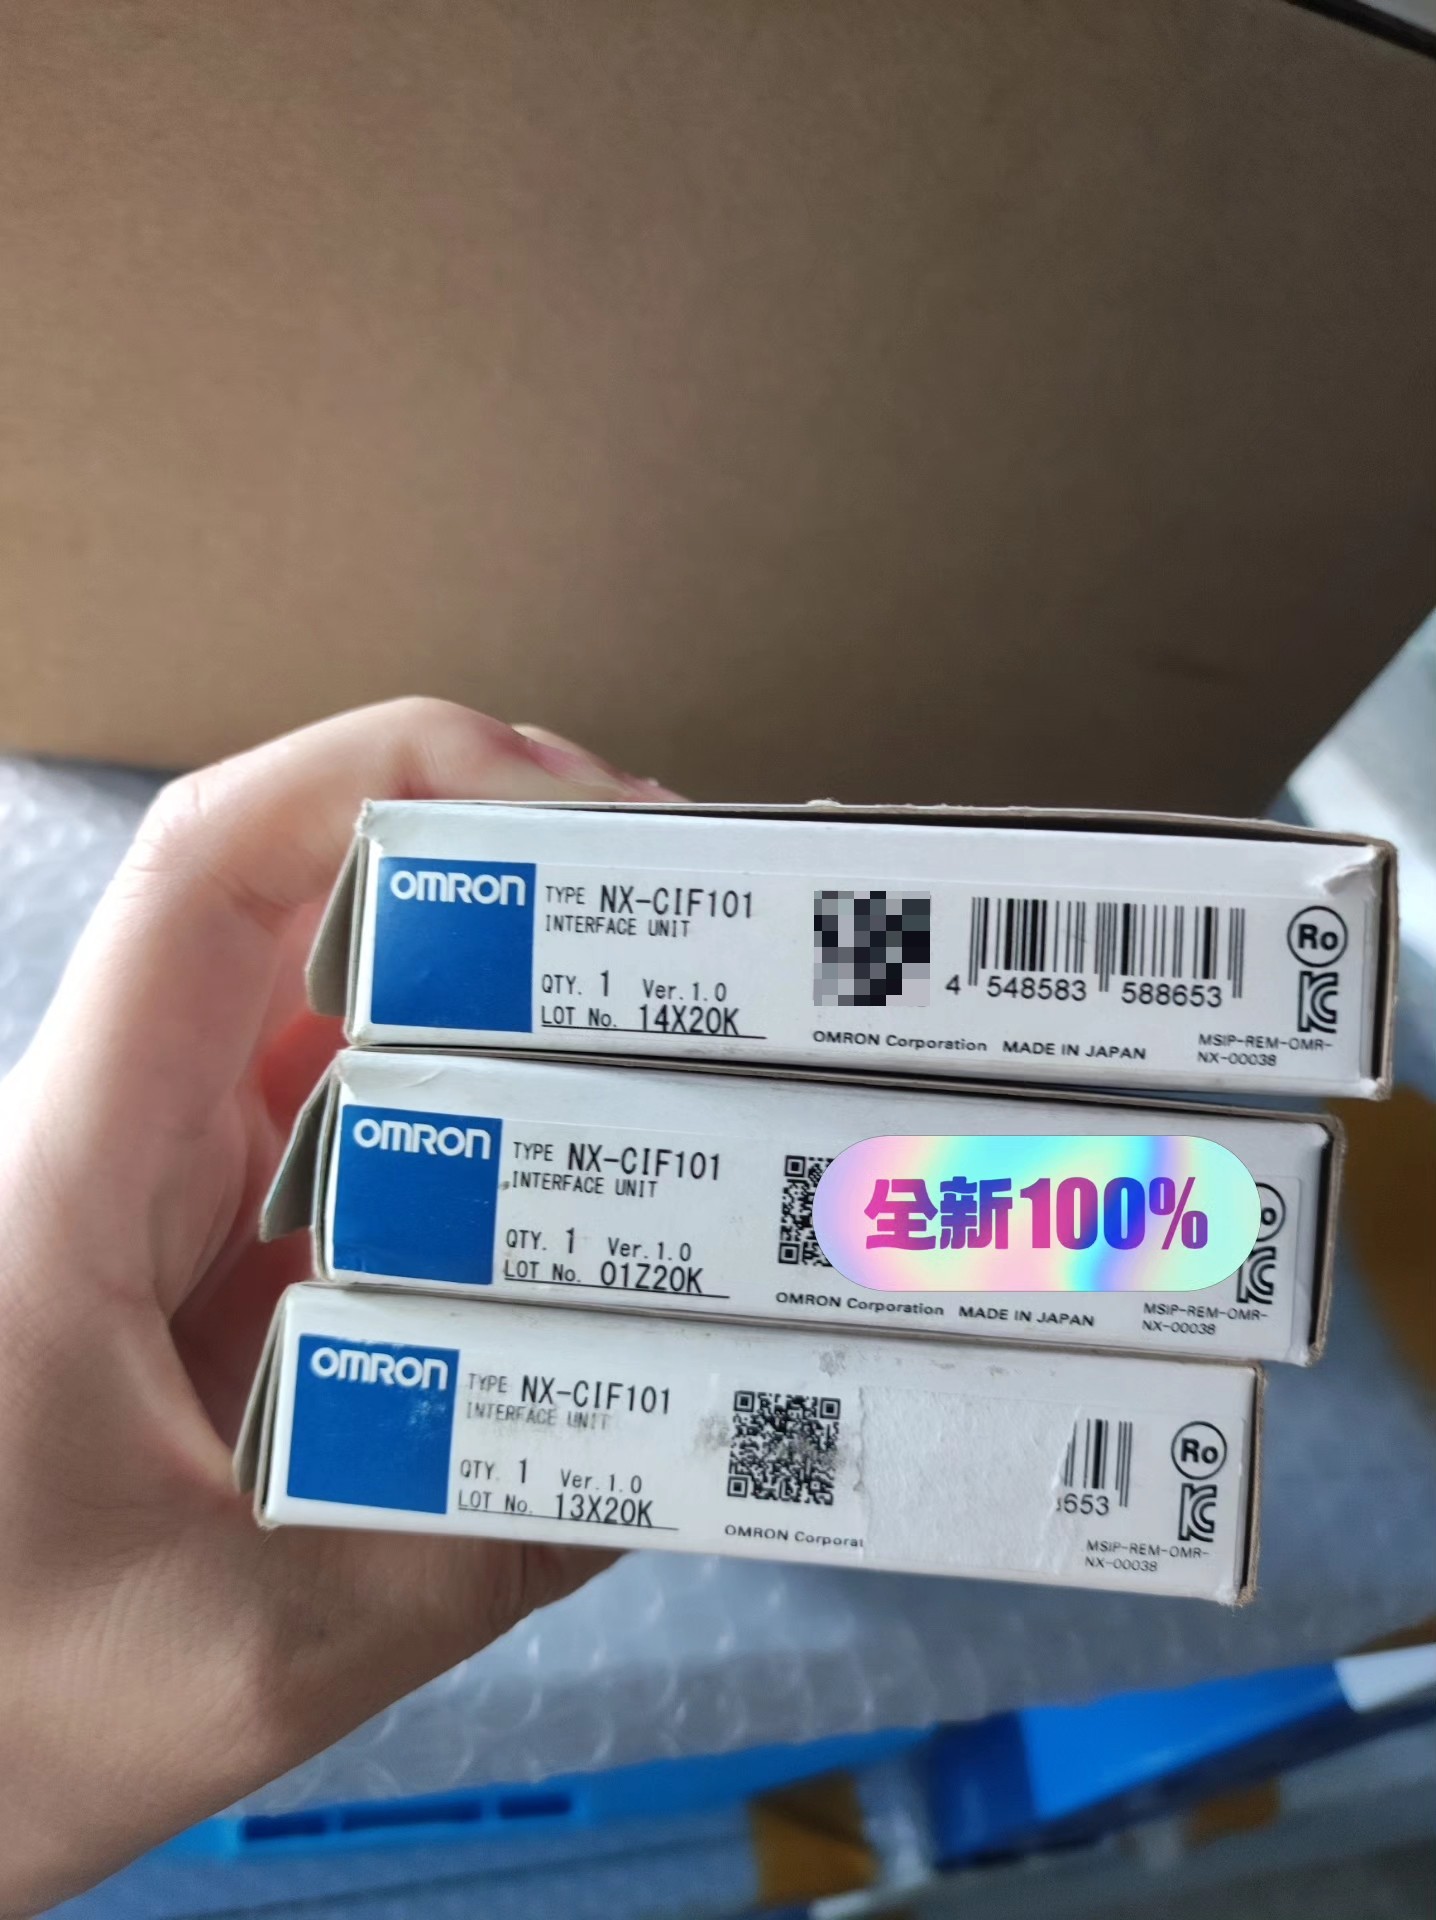 OMRON
TYPE NX-CIF101
INTERFACE UNIT
QTY. 1 Ver.1.0
LOT No. 14X20K
4 548583 588653
OMRON Corporation MADE IN JAPAN
Ro
MSIP-REM-OMR-
NX-00038
OMRON
TYPE NX-CIF101
INTERFACE UNIT
QTY. 1 Ver.1.0
LOT No. 01Z20K
全新100%
OMRON Corporation MADE IN JAPAN
MSIP-REM-OMR-
NX-00038
OMRON
TYPE NX-CIF101
INTERFACE UNIT
QTY. 1 Ver.1.0
LOT No. 13X20K
653
OMRON
Ro
MSIP-REM-OMR-
NX-00038